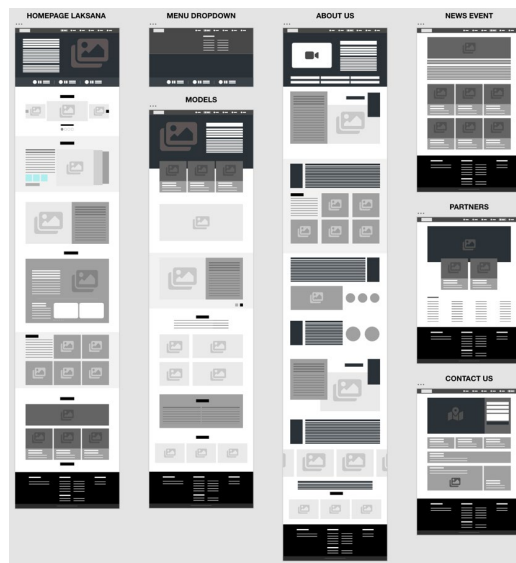 HOMEPAGE LAKSANA
MENU DROPDOWN
ABOUT US
NEWS EVENT
MODELS
PARTNERS
CONTACT US